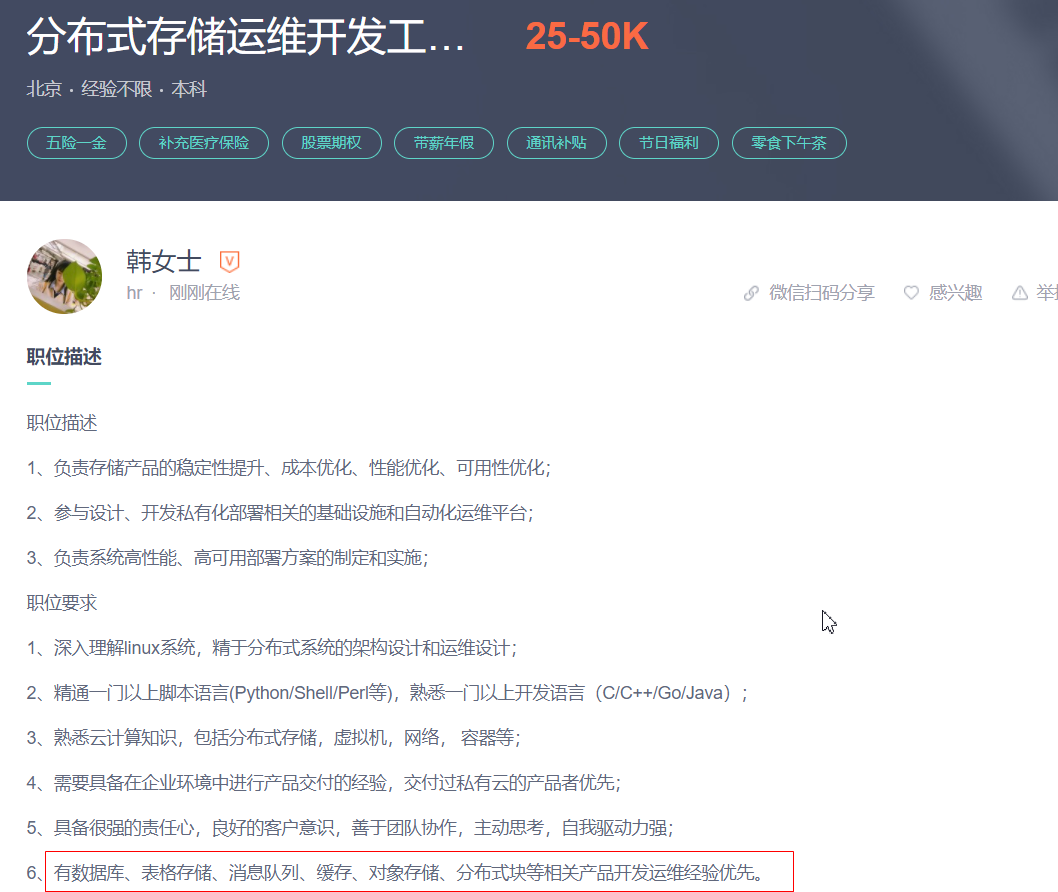 分布式存储运维开发工... 25-50K
北京 · 经验不限 · 本科
五险一金 补充医疗保险 股票期权 带薪年假 通讯补贴 节日福利 零食下午茶
韩女士
hr · 刚刚在线 微信扫码分享 感兴趣 举
职位描述
职位描述
1、负责存储产品的稳定性提升、成本优化、性能优化、可用性优化；
2、参与设计、开发私有化部署相关的基础设施和自动化运维平台；
3、负责系统高性能、高可用部署方案的制定和实施；
职位要求
1、深入理解linux系统，精于分布式系统的架构设计和运维设计；
2、精通一门以上脚本语言(Python/Shell/Perl等)，熟悉一门以上开发语言（C/C++/Go/Java）；
3、熟悉云计算知识，包括分布式存储，虚拟机，网络， 容器等；
4、需要具备在企业环境中进行产品交付的经验，交付过私有云的产品者优先；
5、具备很强的责任心，良好的客户意识，善于团队协作，主动思考，自我驱动力强；
6、有数据库、表格存储、消息队列、缓存、对象存储、分布式块等相关产品开发运维经验优先。